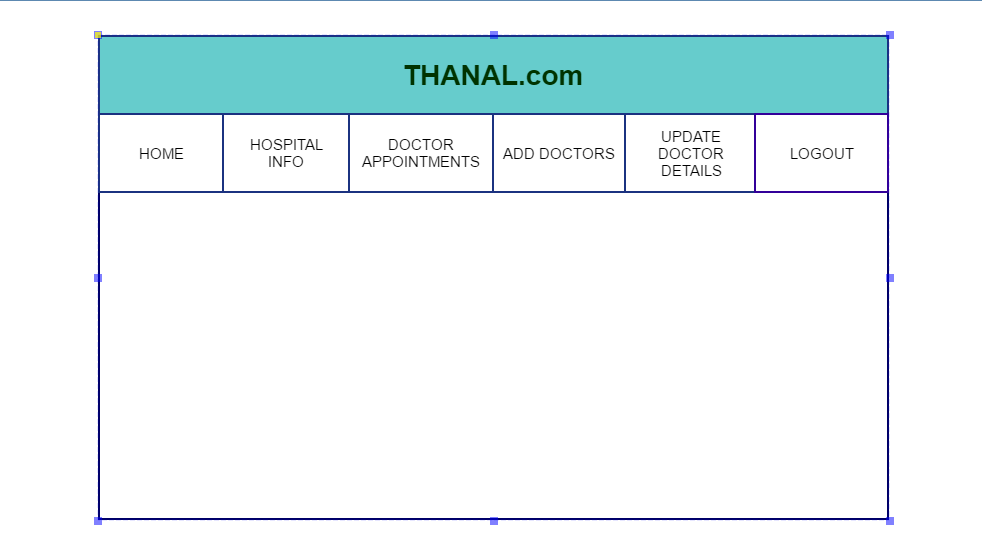 THANAL.com
HOME
HOSPITAL
INFO
DOCTOR
APPOINTMENTS
ADD DOCTORS
UPDATE
DOCTOR
DETAILS
LOGOUT